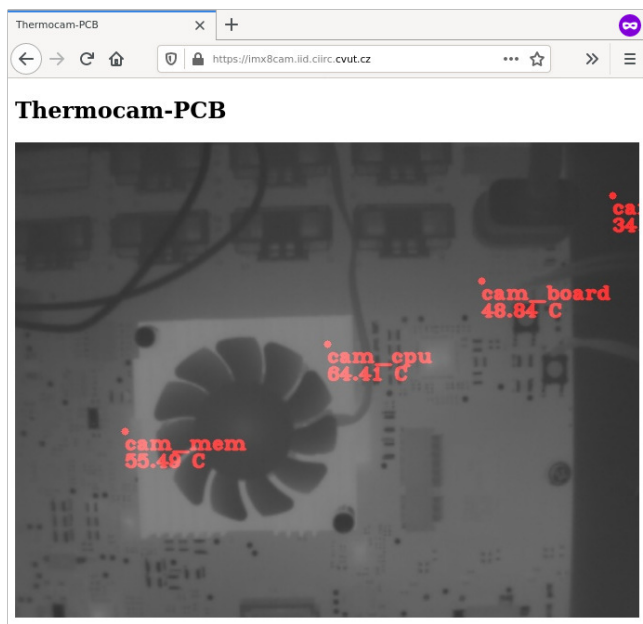 Thermocam-PCB
https://imx8cam.iid.ciirc.cvut.cz
Thermocam-PCB
34
cam_board
48.84 C
cam_cpu
64.41 C
cam_mem
55.49 C